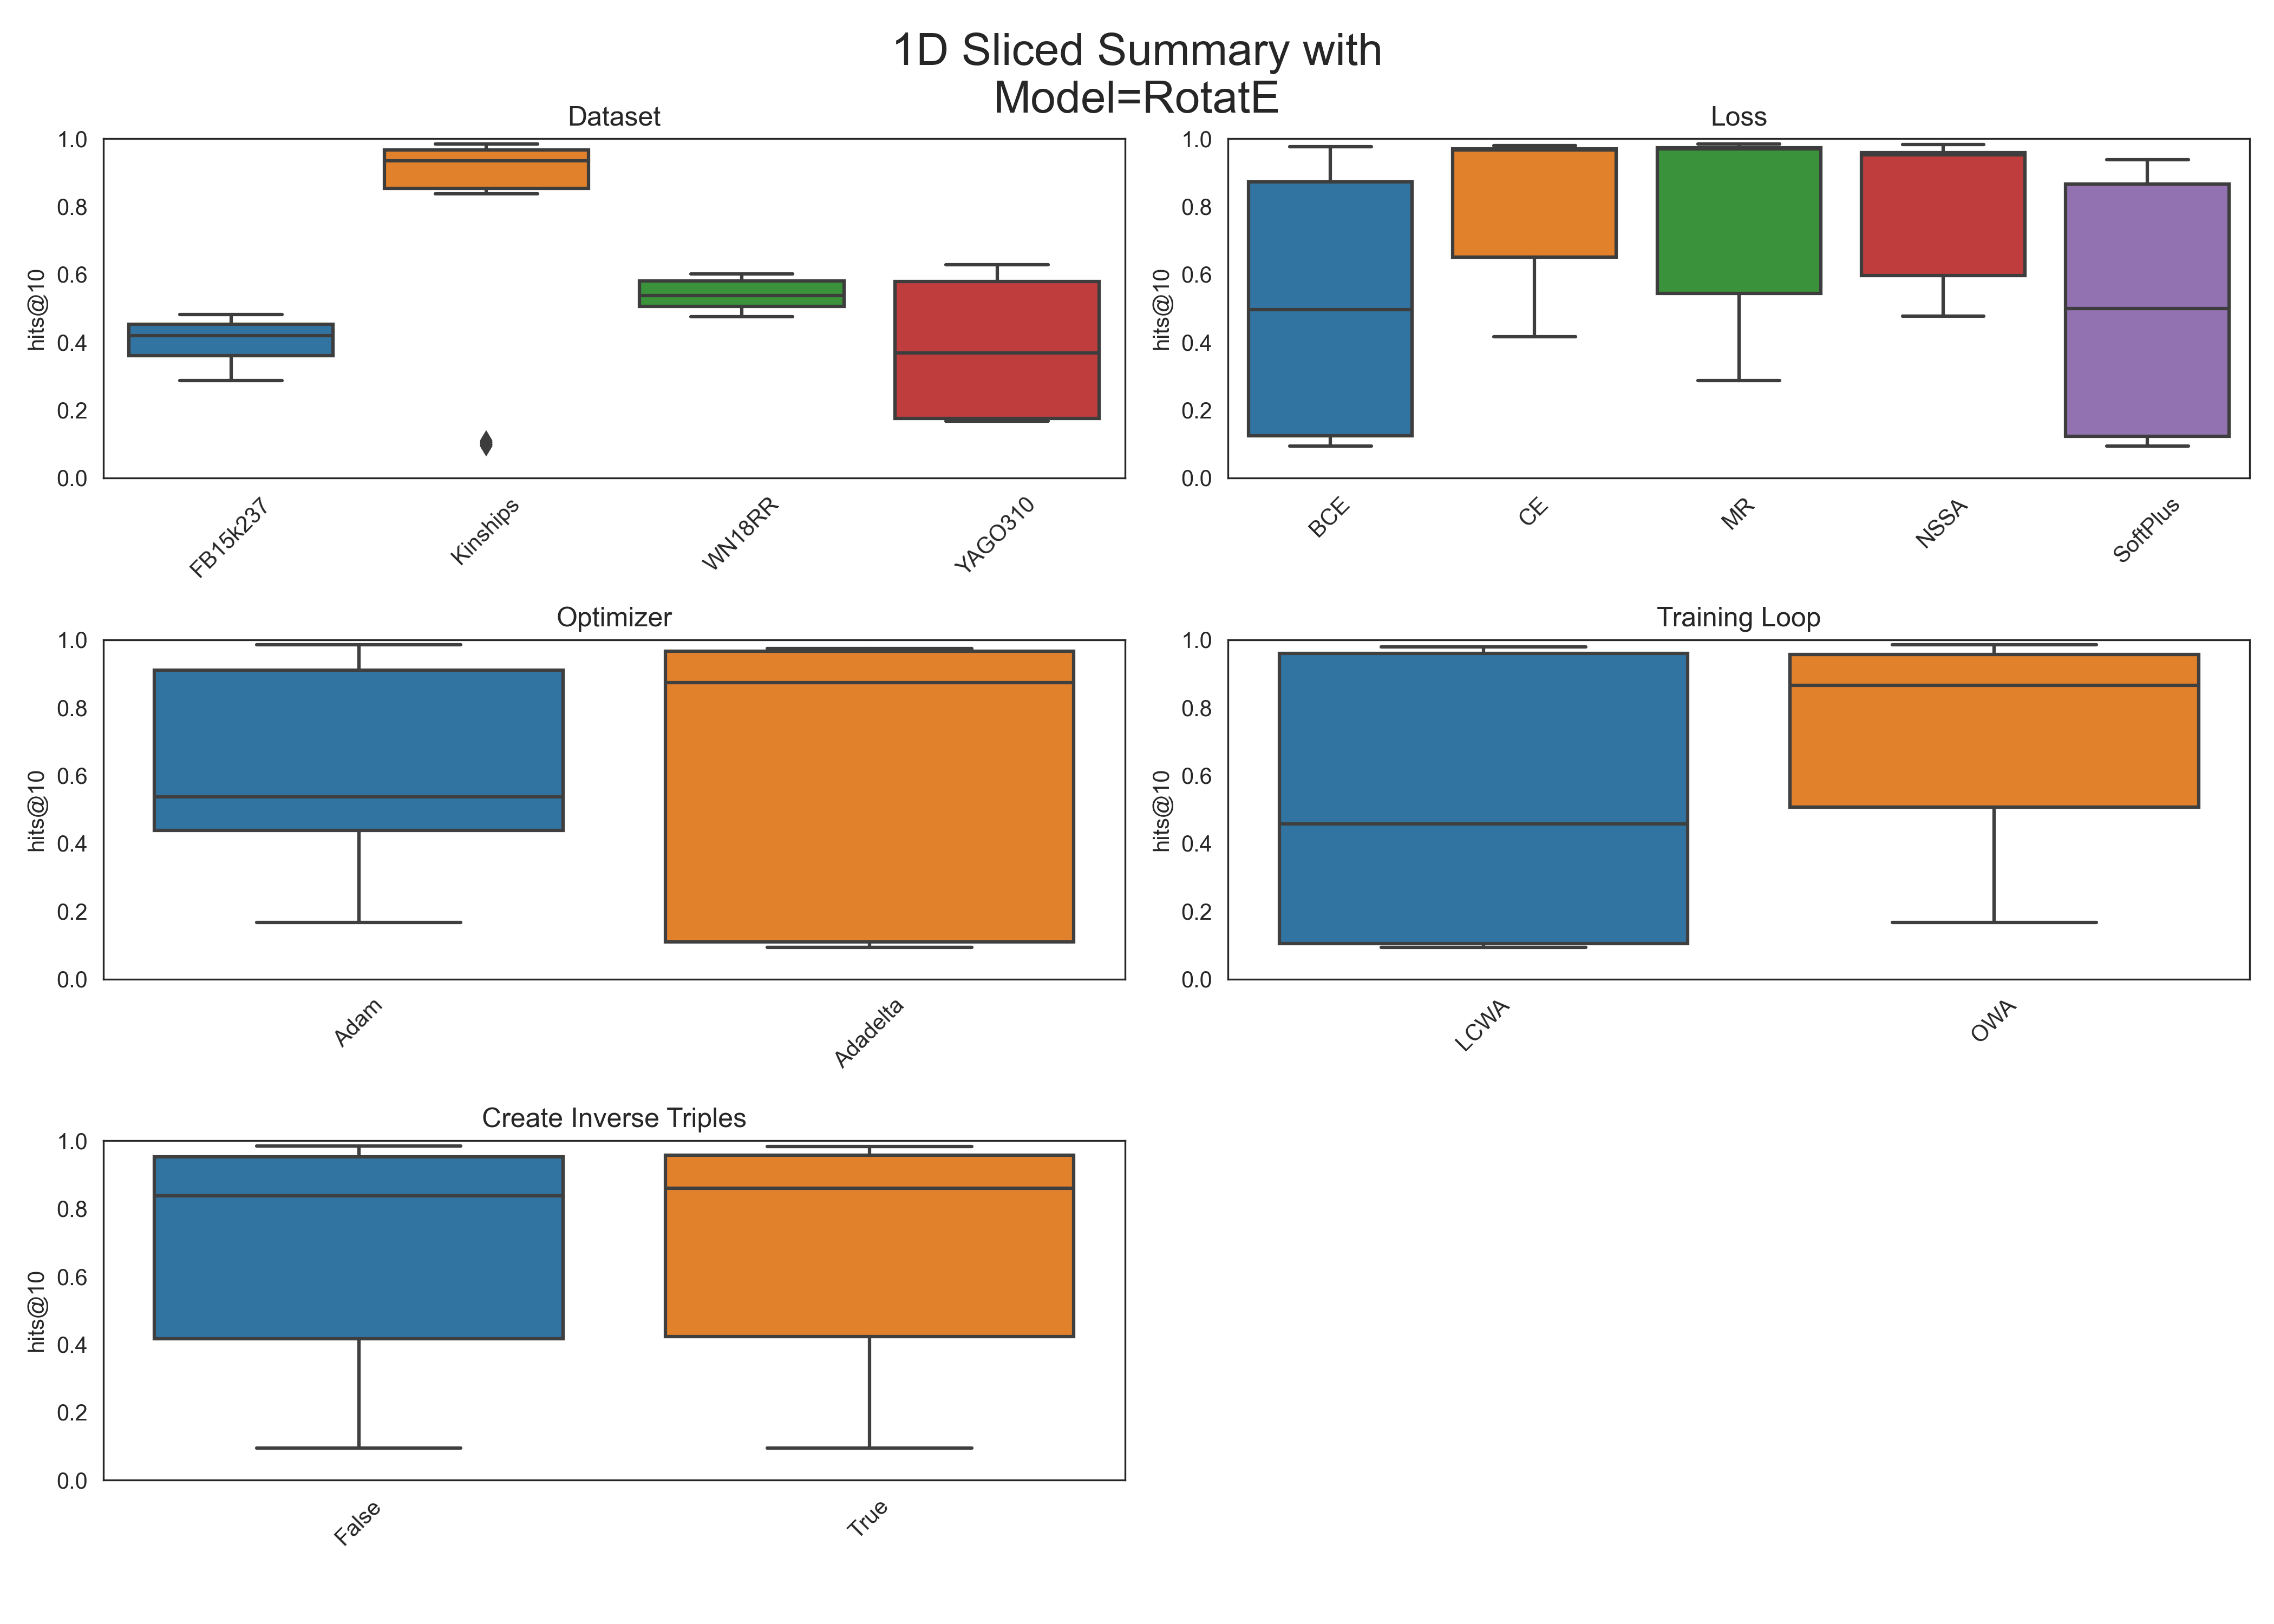 1D Sliced Summary with
Model=RotatE
Dataset
hits@10
1.0
0.8
0.6
0.4
0.2
0.0
FB15k237
Kinships
WN18RR
YAGO310
Loss
hits@10
1.0
0.8
0.6
0.4
0.2
0.0
BCE
CE
MR
NSSA
SoftPlus
Optimizer
hits@10
1.0
0.8
0.6
0.4
0.2
0.0
Adam
Adadelta
Training Loop
hits@10
1.0
0.8
0.6
0.4
0.2
0.0
LCWA
OWA
Create Inverse Triples
hits@10
1.0
0.8
0.6
0.4
0.2
0.0
False
True